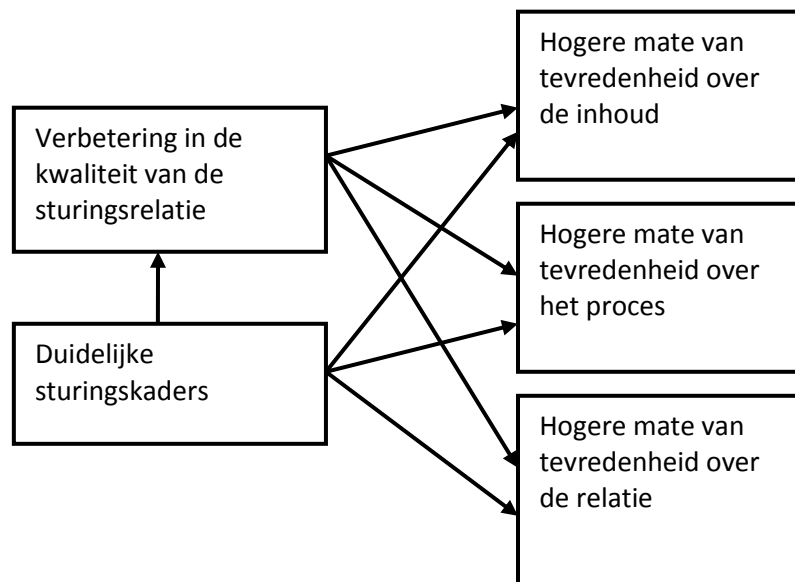 Verbetering in de
kwaliteit van de
sturingsrelatie
Duidelijke
sturingskaders
Hogere mate van
tevredenheid over
de inhoud
Hogere mate van
tevredenheid over
het proces
Hogere mate van
tevredenheid over
de relatie